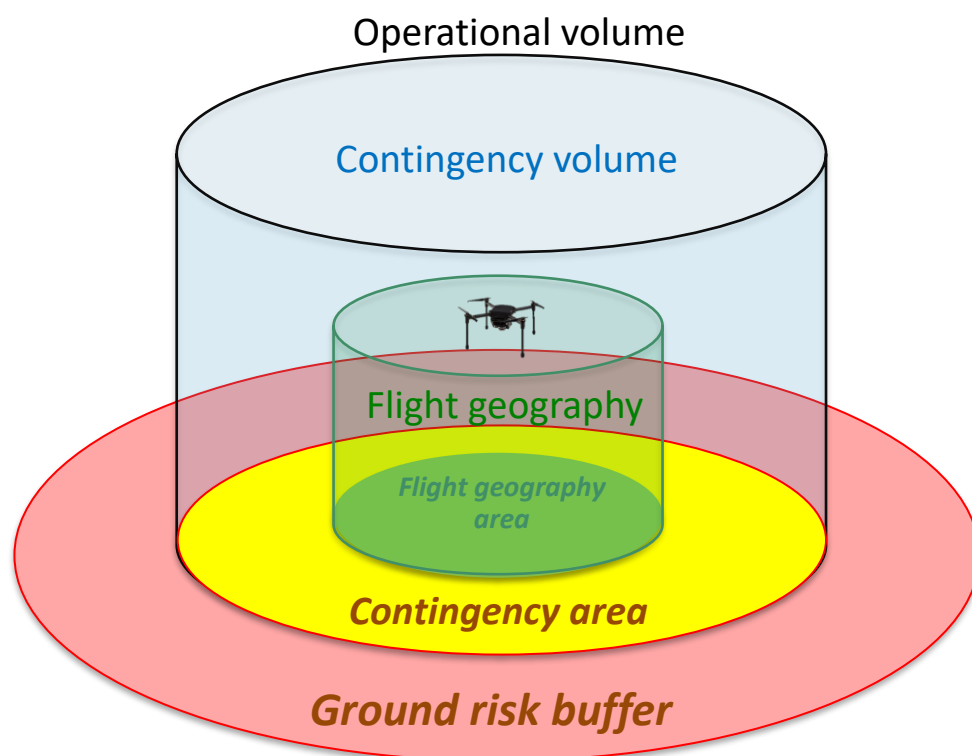 Operational volume
Contingency volume
Flight geography
Flight geography
area
Contingency area
Ground risk buffer